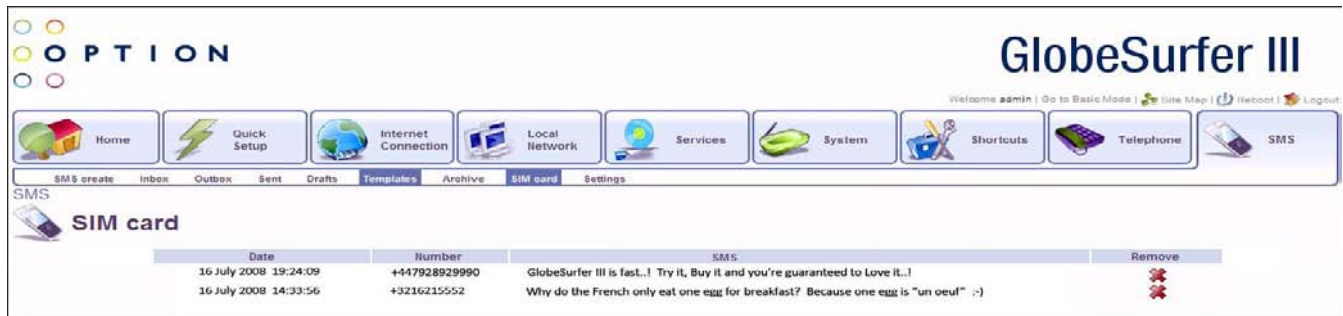 OPTION
GlobeSurfer III
Welcome admin | Go to Basic Mode | Site Map | Reboot | Logout
Home
Quick
Setup
Internet
Connection
Local
Network
Services
System
Shortcuts
Telephone
SMS
SMS create Inbox Outbox Sent Drafts Templates Archive SIM card Settings
SMS
SIM card
Date Number SMS Remove
16 July 2008 19:24:09 +447928929990 GlobeSurfer III is fast..! Try it, Buy it and you're guaranteed to Love it..!
16 July 2008 14:33:56 +3216215552 Why do the French only eat one egg for breakfast? Because one egg is "un oeuf" :-)